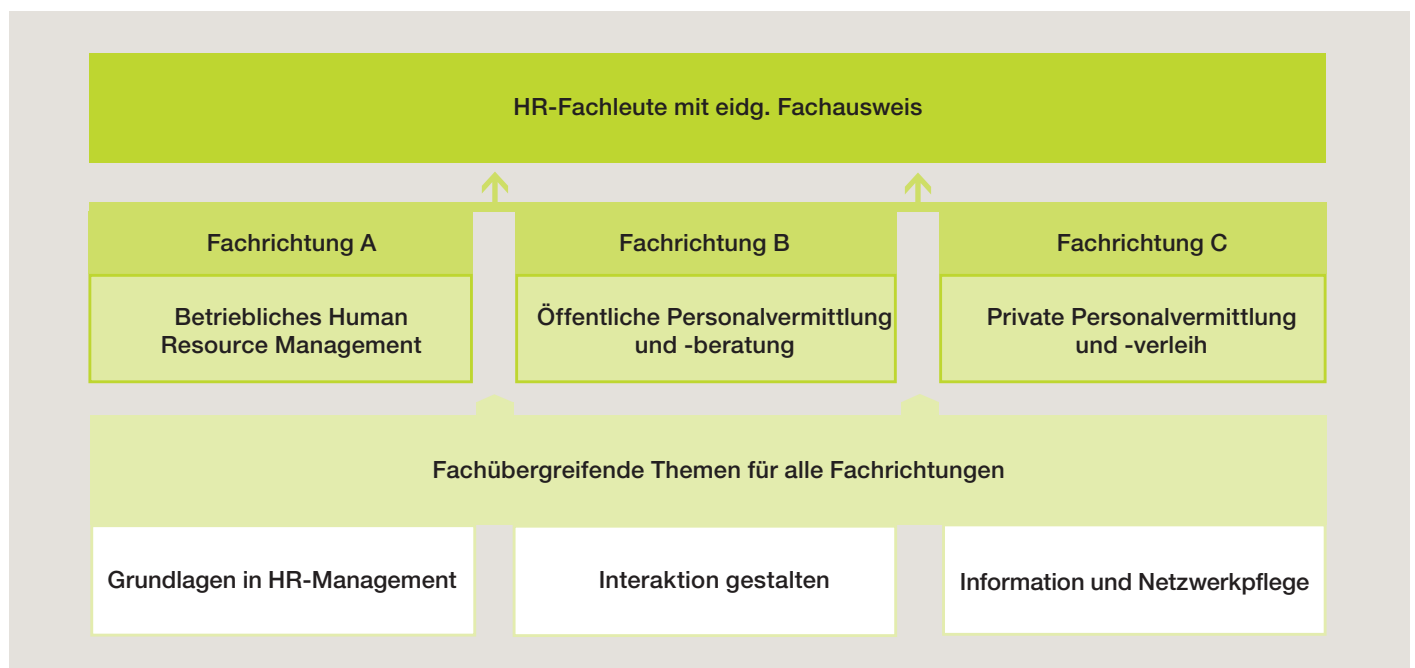 HR-Fachleute mit eidg. Fachausweis
Fachrichtung A
Betriebliches Human
Resource Management
Fachrichtung B
Öffentliche Personalvermittlung
und -beratung
Fachrichtung C
Private Personalvermittlung
und -verleih
Fachübergreifende Themen für alle Fachrichtungen
Grundlagen in HR-Management
Interaktion gestalten
Information und Netzwerkpflege